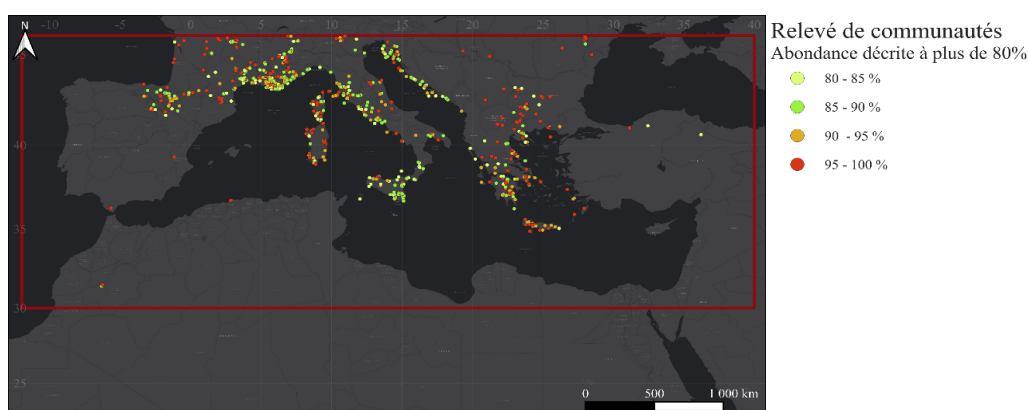 N
-10 -5 0 5 10 15 20 25 30 35 40
45
40
35
30
25
0 500 1 000 km
Relevé de communautés
Abondance décrite à plus de 80%
80 - 85 %
85 - 90 %
90 - 95 %
95 - 100 %